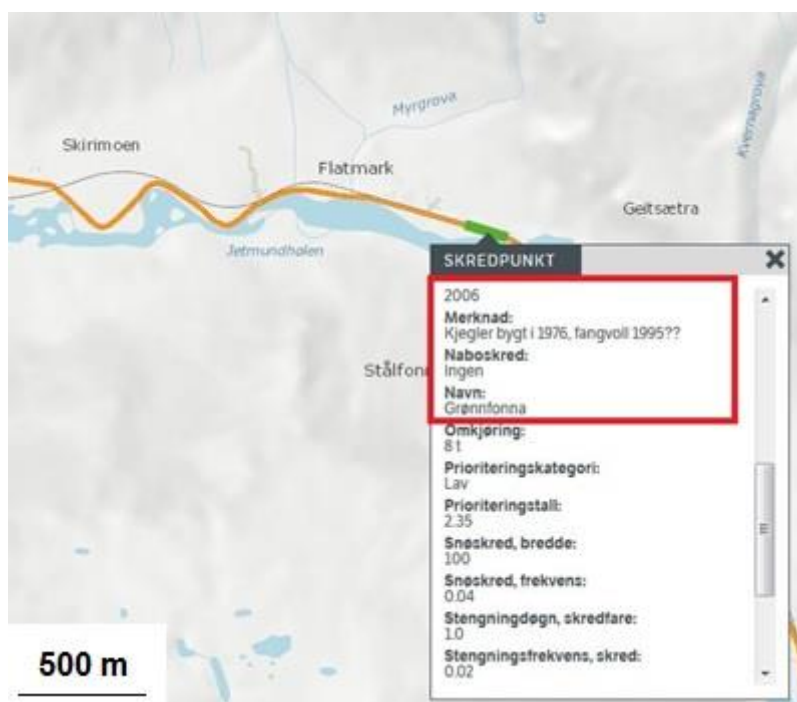 G
Myrgrova
Kvernagrova
Skirimoen
Flatmark
Geitsætra
Jetmundhølen
SKREDPUNKT
2006
Merknad:
Kjegler bygt i 1976, fangvoll 1995??
Naboskred:
Ingen
Stålfon
Navn:
Grønnfonna
Omkjøring:
8 t
Prioriteringskategori:
Lav
Prioriteringstall:
2.35
Snøskred, bredde:
100
Snøskred, frekvens:
0.04
Stengningdøgn, skredfare:
1.0
Stengningsfrekvens, skred:
0.02
500 m